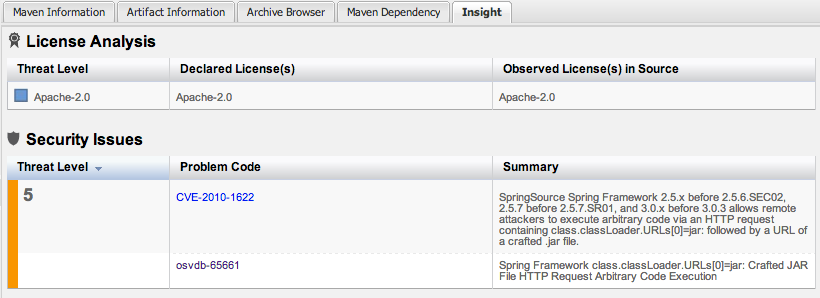 Maven Information Artifact Information Archive Browser Maven Dependency Insight
License Analysis
Threat Level Declared License(s) Observed License(s) in Source
Apache-2.0 Apache-2.0 Apache-2.0
Security Issues
Threat Level Problem Code Summary
5 CVE-2010-1622 SpringSource Spring Framework 2.5.x before 2.5.6.SEC02,
2.5.7 before 2.5.7.SR01, and 3.0.x before 3.0.3 allows remote
attackers to execute arbitrary code via an HTTP request
containing class.classLoader.URLs[0]=jar: followed by a URL of
a crafted .jar file.
osvdb-65661 Spring Framework class.classLoader.URLs[0]=jar: Crafted JAR
File HTTP Request Arbitrary Code Execution